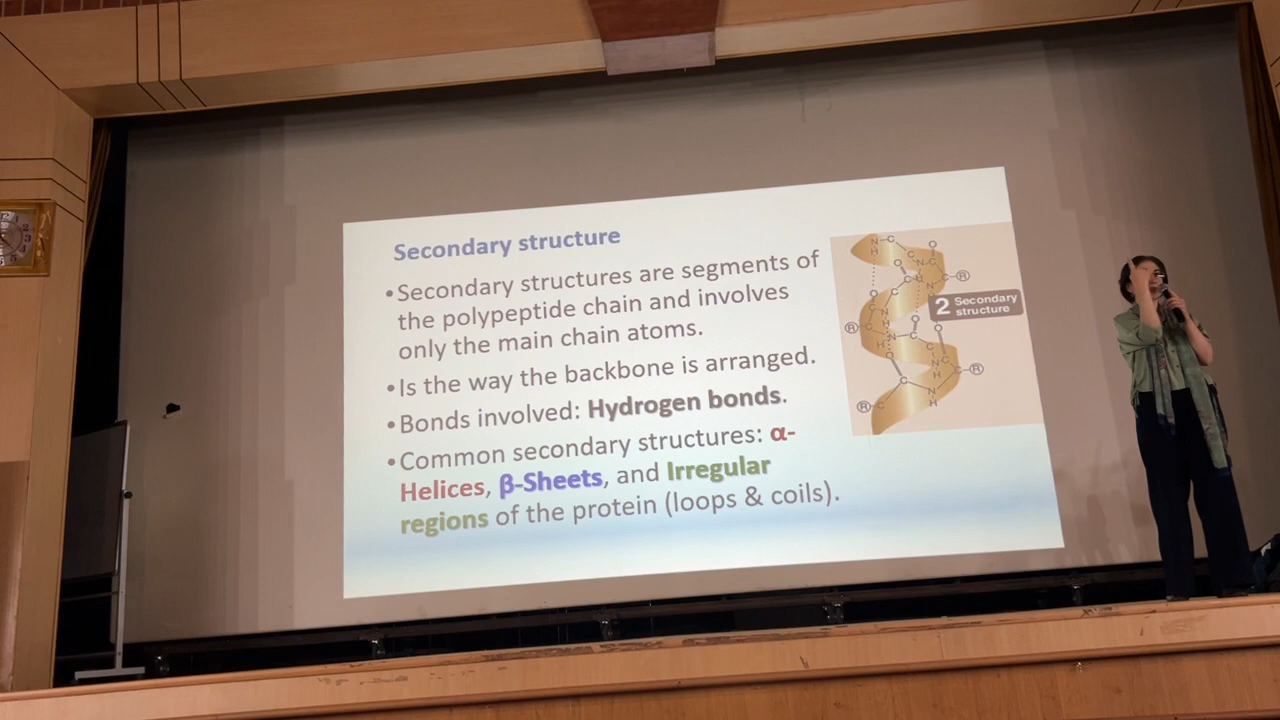 Secondary structure
•Secondary structures are segments of
the polypeptide chain and involves
only the main chain atoms.
•Is the way the backbone is arranged.
•Bonds involved: Hydrogen bonds.
•Common secondary structures: α-
Helices, β-Sheets, and Irregular
regions of the protein (loops & coils).
2 Secondary
structure